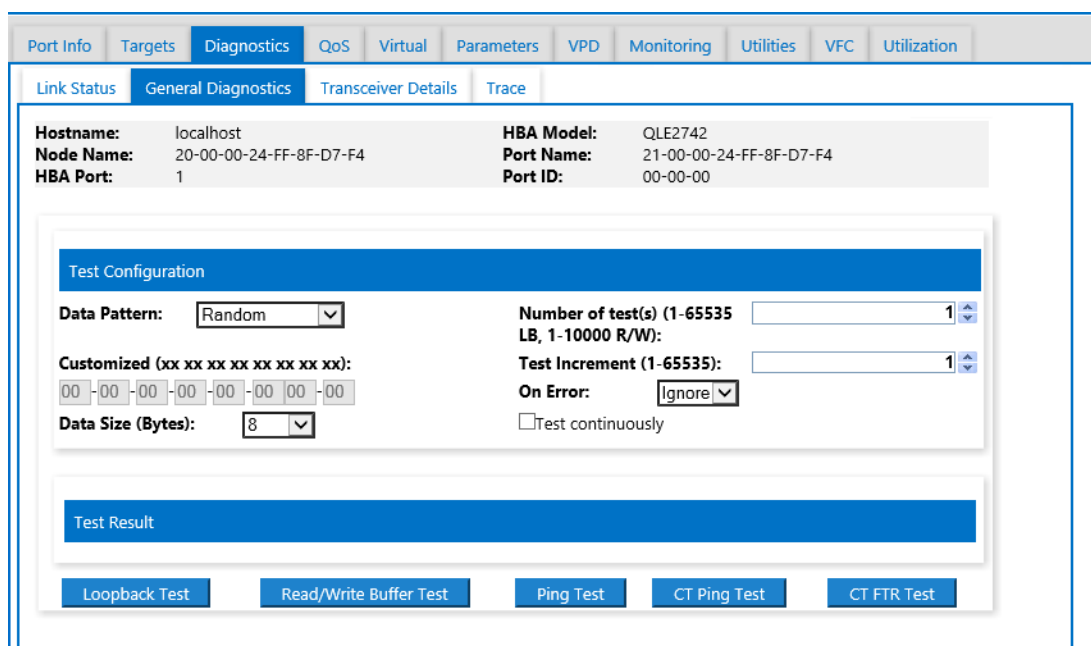 Port Info Targets Diagnostics QoS Virtual Parameters VPD Monitoring Utilities VFC Utilization
Link Status General Diagnostics Transceiver Details Trace
Hostname: localhost HBA Model: QLE2742
Node Name: 20-00-00-24-FF-8F-D7-F4 Port Name: 21-00-00-24-FF-8F-D7-F4
HBA Port: 1 Port ID: 00-00-00
Test Configuration
Data Pattern: Random Number of test(s) (1-65535 1
LB, 1-10000 R/W):
Customized (xx xx xx xx xx xx xx xx): Test Increment (1-65535): 1
00 -00 -00 -00 -00 -00 00 -00 On Error: Ignore
Data Size (Bytes): 8 Test continuously
Test Result
Loopback Test Read/Write Buffer Test Ping Test CT Ping Test CT FTR Test